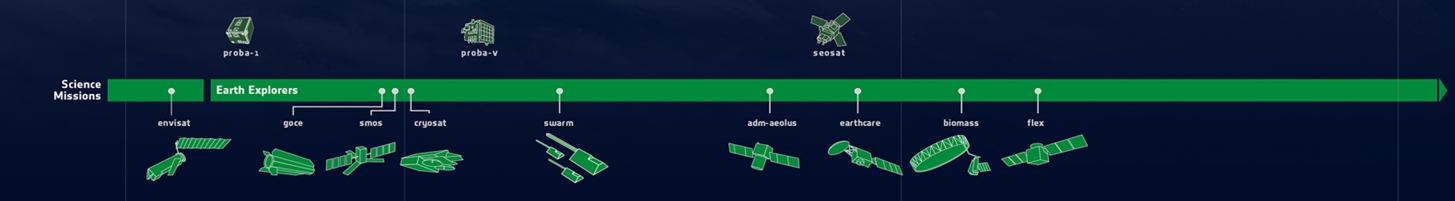 proba-1
proba-v
seosat
Science
Missions
Earth Explorers
envisat
goce
smos
cryosat
swarm
adm-aeolus
earthcare
biomass
flex